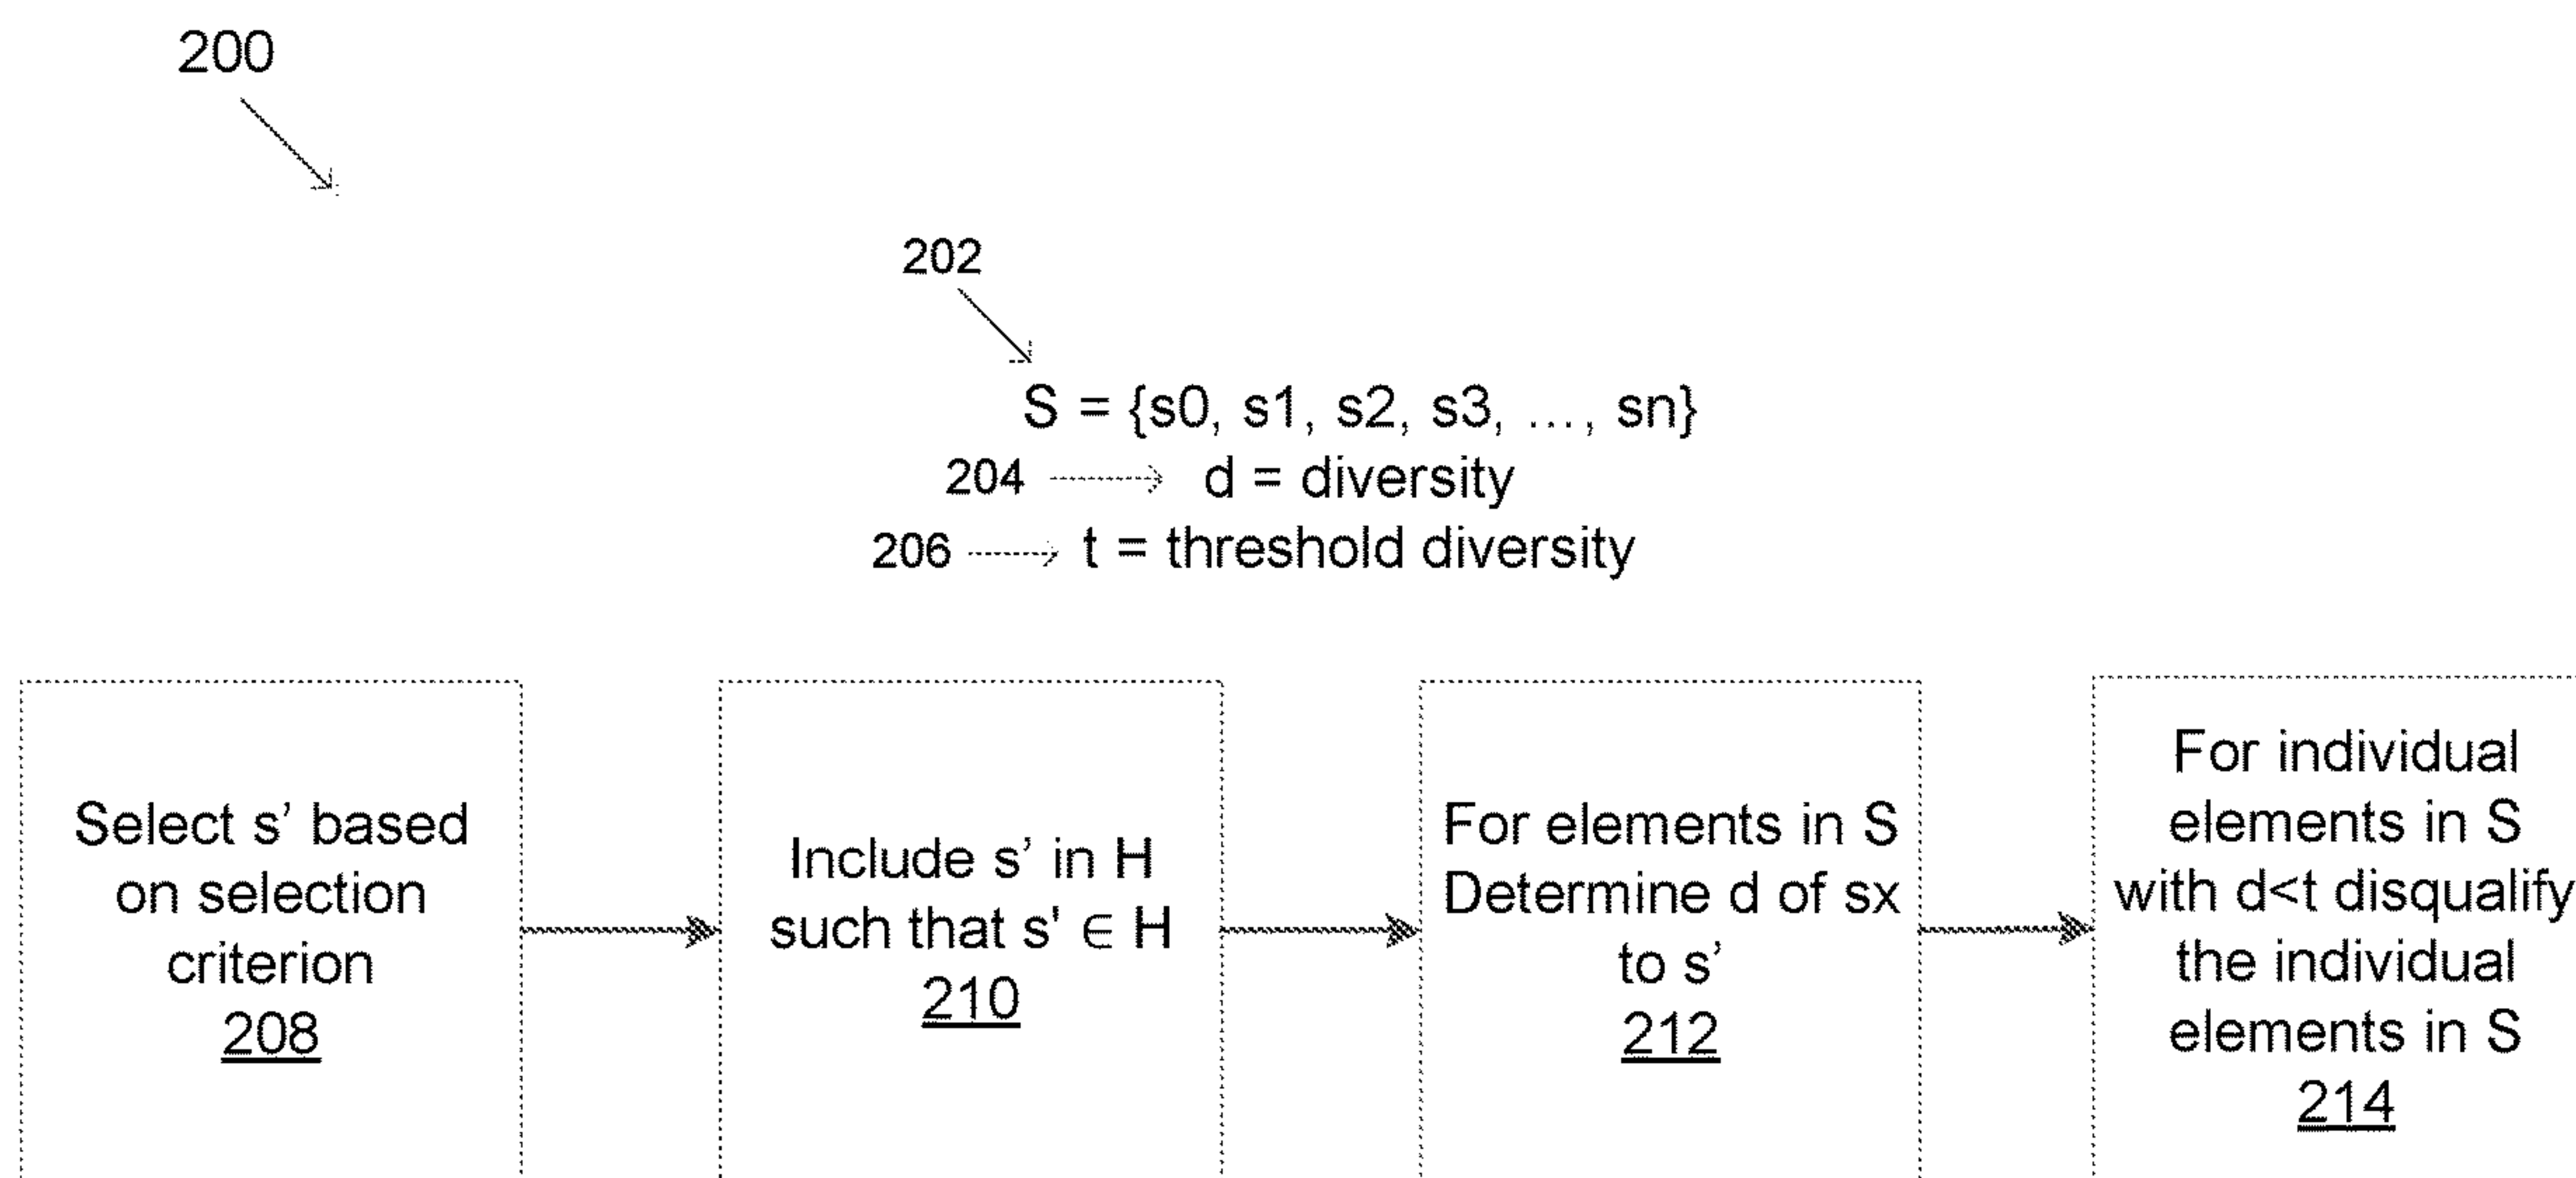 200
202
S = {s0, s1, s2, s3, ..., sn}
204 d = diversity
206 t = threshold diversity
Select s’ based
on selection
criterion
208
Include s’ in H
such that s' ∈ H
210
For elements in S
Determine d of sx
to s’
212
For individual
elements in S
with d<t disqualify
the individual
elements in S
214